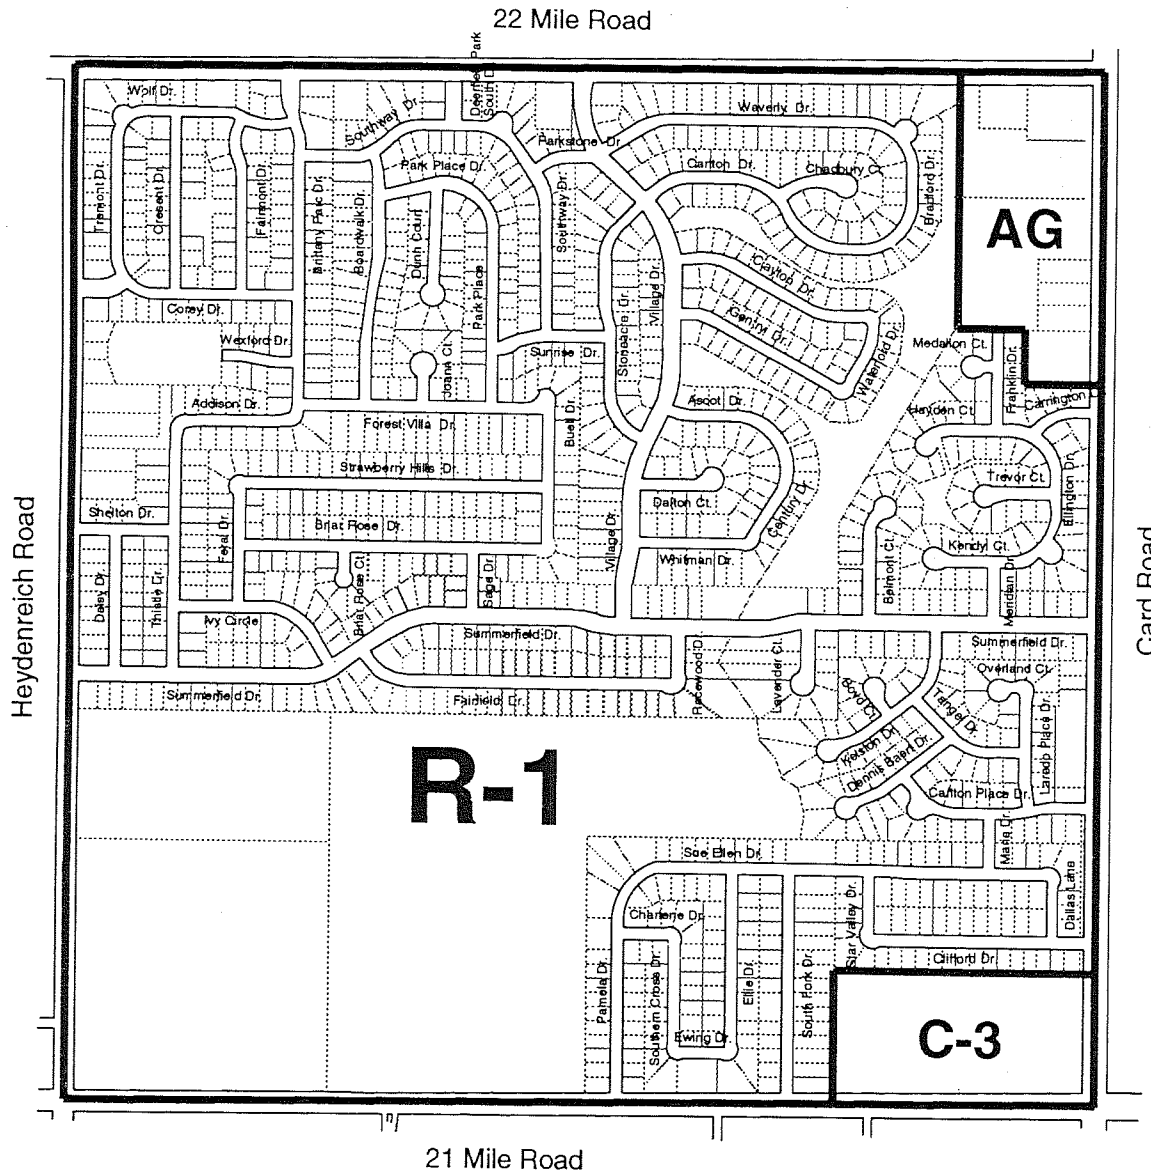 22 Mile Road
Wolf Dr.
Southway Dr.
Deerfield Park
South Dr.
Waverly Dr.
Parkstone Dr.
Tremont Dr.
Cresent Dr.
Fairmont Dr.
Brittany Parc Dr.
Boardwalk Dr.
Park Place Dr.
Dunh Court
Park Place
Southway Dr.
Carlton Dr.
Chadbury Ct.
Bradford Dr.
AG
Corey Dr.
Wexford Dr.
Joann Ct.
Sunrise Dr.
Stoneacre Dr.
Village Dr.
Clayton Dr.
Gentry Dr.
Waterford Dr.
Medallion Ct.
Franklin Dr.
Carrington Dr.
Addison Dr.
Forest Villa Dr.
Buell Dr.
Ascot Dr.
Hayden Ct.
Strawberry Hills Dr.
Trevor Ct.
Ellington Dr.
Dalton Ct.
Century Dr.
Shelton Dr.
Feral Dr.
Briar Rose Dr.
Village Dr.
Whitman Dr.
Belmont Ct.
Kendyl Ct.
Meridian Dr.
Heydenreich Road
Card Road
Daisy Dr.
Thistle Dr.
Ivy Circle
Briar Rose Ct.
Sage Dr.
Summerfield Dr.
Summerfield Dr.
Summerfield Dr.
Fairfield Dr.
Racewood D.
Lavender Ct.
Boyd Ct.
Overland Ct.
Tangel Dr.
Laredo Place Dr.
Kelston Dr.
Dennis Baert Dr.
Carlton Place Dr.
R-1
Marie Dr.
Sue Ellen Dr.
Dallas Lane
Charlene Dr.
Star Valley Dr.
Clifford Dr.
Pamela Dr.
Southern Cross Dr.
Ellie Dr.
South Fork Dr.
Ewing Dr.
C-3
21 Mile Road